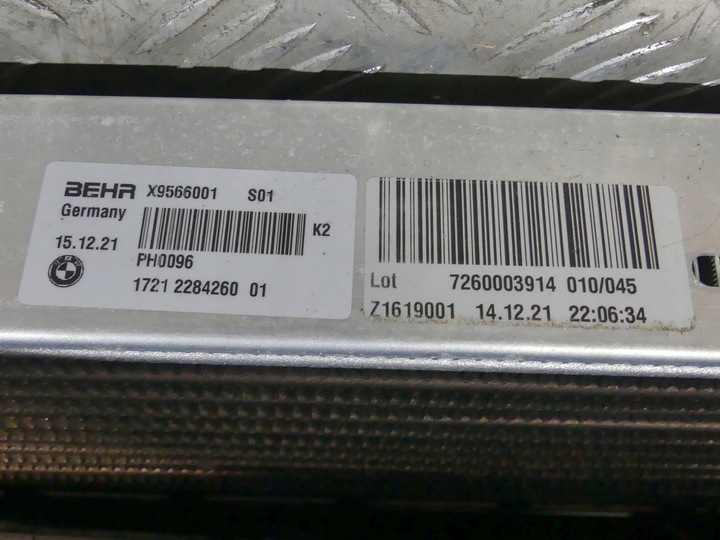 BEHR X9566001 S01
Germany
K2
15.12.21
PH0096
1721 2284260 01
Lot 7260003914 010/045
Z1619001 14.12.21 22:06:34